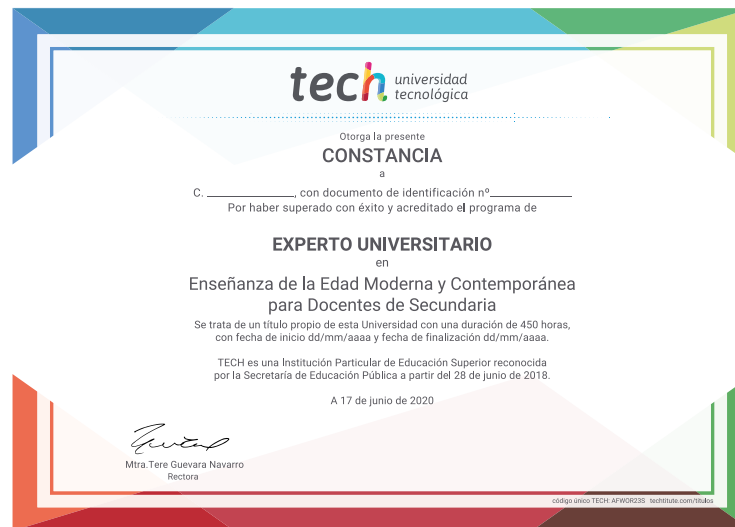 tech universidad
tecnológica
Otorga la presente
CONSTANCIA
a
C. ________________, con documento de identificación nº______________
Por haber superado con éxito y acreditado el programa de
EXPERTO UNIVERSITARIO
en
Enseñanza de la Edad Moderna y Contemporánea
para Docentes de Secundaria
Se trata de un título propio de esta Universidad con una duración de 450 horas,
con fecha de inicio dd/mm/aaaa y fecha de finalización dd/mm/aaaa.
TECH es una Institución Particular de Educación Superior reconocida
por la Secretaría de Educación Pública a partir del 28 de junio de 2018.
A 17 de junio de 2020
Mtra.Tere Guevara Navarro
Rectora
código único TECH: AFWOR23S techtitute.com/titulos